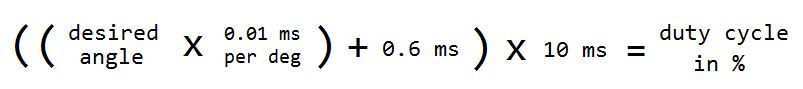 ((desired angle X 0.01 ms per deg) + 0.6 ms) X 10 ms = duty cycle in %